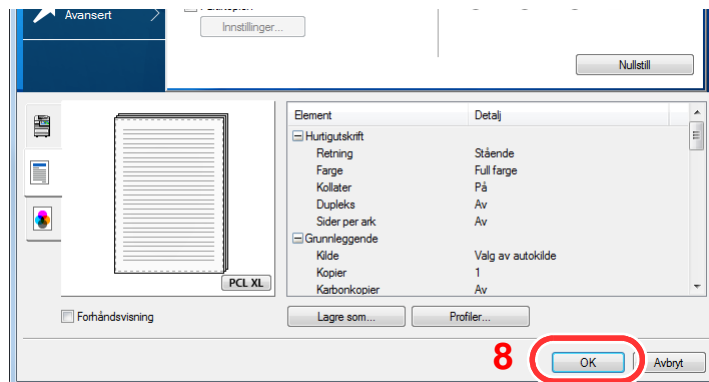 Avansert
Innstillinger...
Nullstill
Element Detalj
Hurtigutskrift
Retning Stående
Farge Full farge
Kollater På
Dupleks Av
Sider per ark Av
Grunnleggende
Kilde Valg av autokilde
Kopier 1
Karbonkopier Av
PCL XL
Forhåndsvisning
Lagre som... Profiler...
8 OK Avbryt